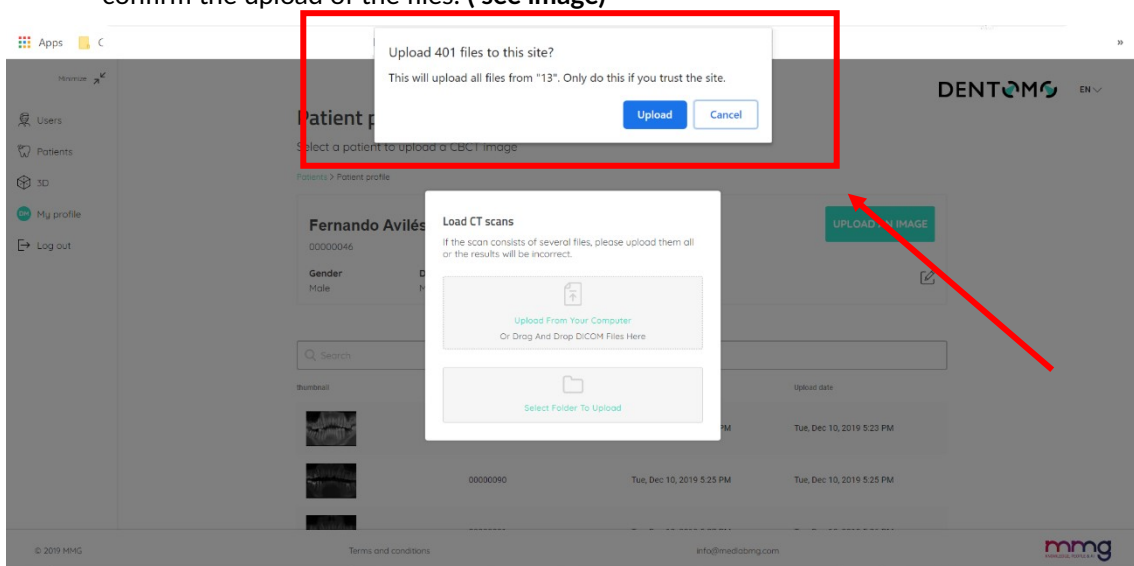 confirm the upload of the files. ( see image)
Apps
Upload 401 files to this site?
This will upload all files from "13". Only do this if you trust the site.
Upload Cancel
»
Minimize
DENTOMG EN
Users
Patients
3D
My profile
Log out
Patient p
Select a patient to upload a CBCT image
Patients > Patient profile
Fernando Avilés
00000046
Gender
Male
UPLOAD AN IMAGE
Load CT scans
If the scan consists of several files, please upload them all
or the results will be incorrect.
Upload From Your Computer
Or Drag And Drop DICOM Files Here
Select Folder To Upload
Search
thumbnail Upload date
PM Tue, Dec 10, 2019 5:23 PM
00000090 Tue, Dec 10, 2019 5:25 PM Tue, Dec 10, 2019 5:25 PM
© 2019 MMG Terms and conditions info@mediabmg.com mmg